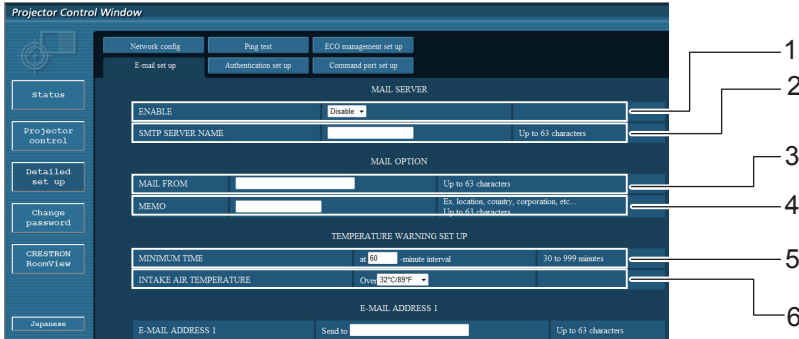 Projector Control Window
Network config
Ping test
ECO management set up
E-mail set up
Authentication set up
Command port set up
Status
Projector
control
Detailed
set up
Change
password
CRESTRON
RoomView
Japanese
MAIL SERVER
ENABLE
Disable
SMTP SERVER NAME
Up to 63 characters
MAIL OPTION
MAIL FROM
Up to 63 characters
MEMO
Ex. location, country, corporation, etc...
Up to 63 characters
TEMPERATURE WARNING SET UP
MINIMUM TIME
at 60 -minute interval
30 to 999 minutes
INTAKE AIR TEMPERATURE
Over 32°C/89°F
E-MAIL ADDRESS 1
E-MAIL ADDRESS 1
Send to
Up to 63 characters
1
2
3
4
5
6